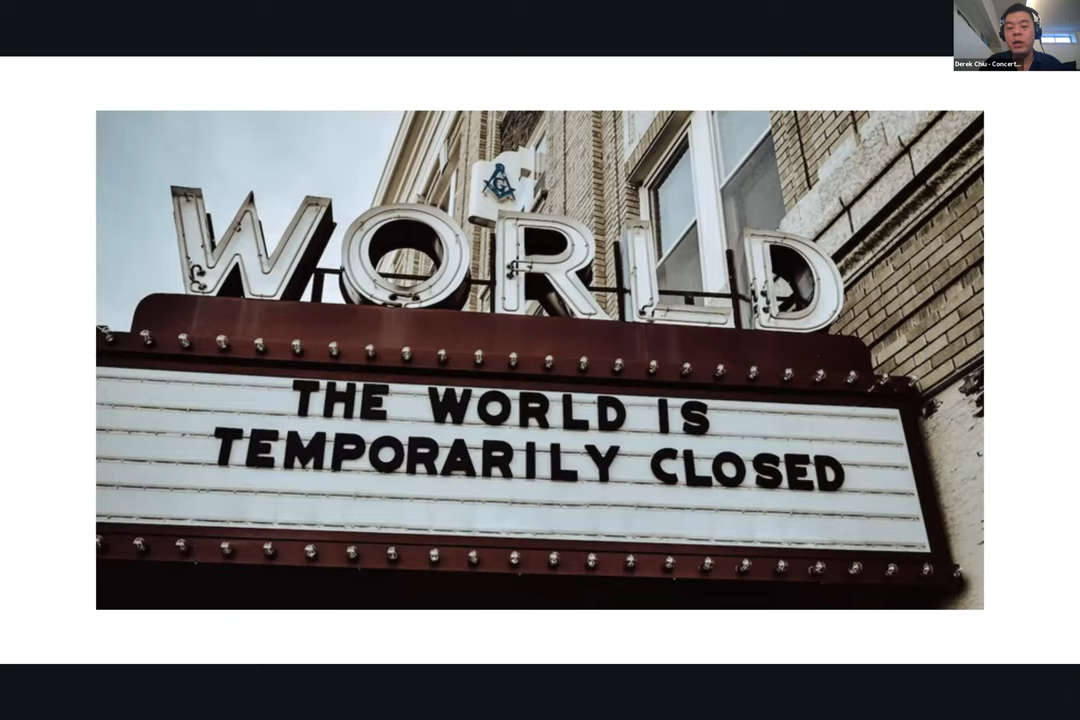 Derek Chiu - Concert...
WORLD
THE WORLD IS
TEMPORARILY CLOSED